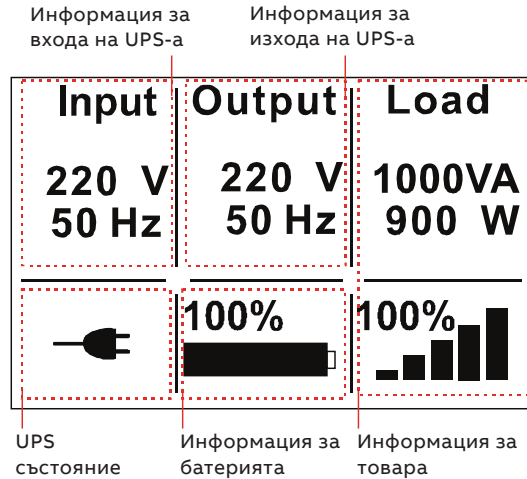 Информация за
входа на UPS-а
Информация за
изхода на UPS-а
Input
Output
Load
220 V
50 Hz
220 V
50 Hz
1000VA
900 W
100%
100%
UPS
състояние
Информация за
батерията
Информация за
товара